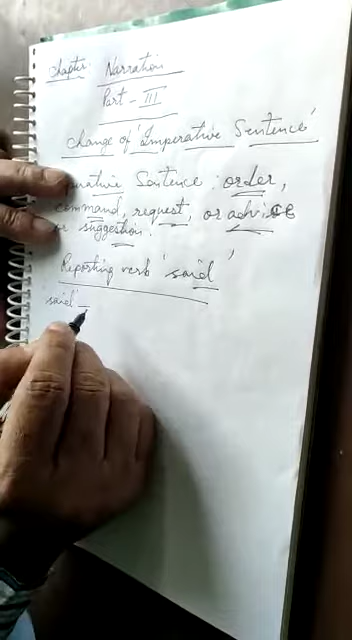 Chapter: Narration
Part - III
Change of 'Imperative Sentence'
Sentence : order,
command, request, or advice
or suggestion.
Reporting verb 'said'
said -